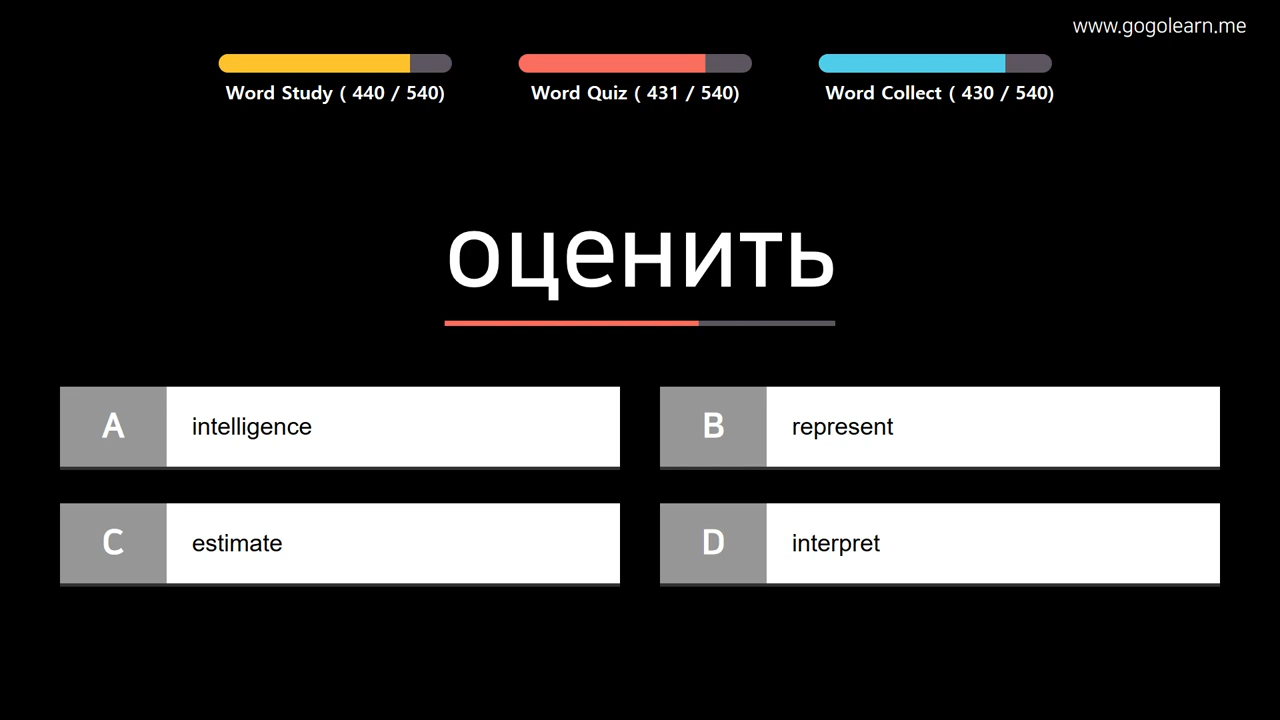 www.gogolearn.me
Word Study ( 440 / 540)
Word Quiz ( 431 / 540)
Word Collect ( 430 / 540)
оценить
A intelligence
B represent
C estimate
D interpret